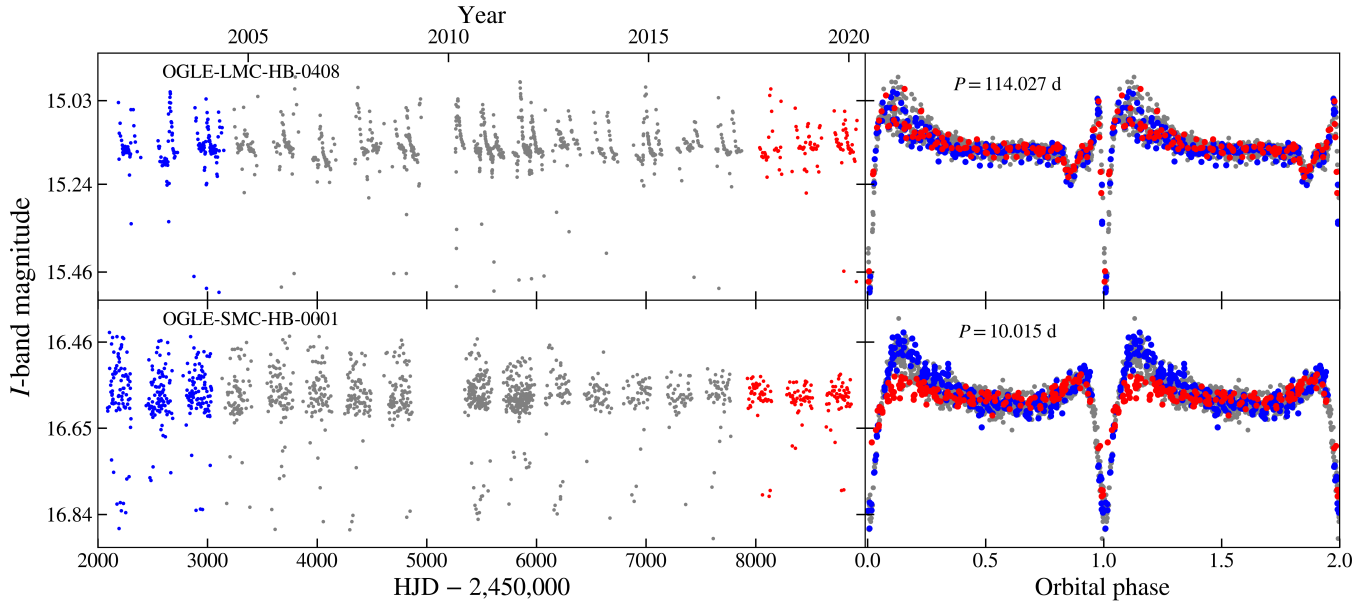 Year
2005 2010 2015 2020
OGLE-LMC-HB-0408
P = 114.027 d
15.03
15.24
15.46
I-band magnitude
OGLE-SMC-HB-0001
P = 10.015 d
16.46
16.65
16.84
2000 3000 4000 5000 6000 7000 8000 0.0 0.5 1.0 1.5 2.0
HJD − 2,450,000
Orbital phase